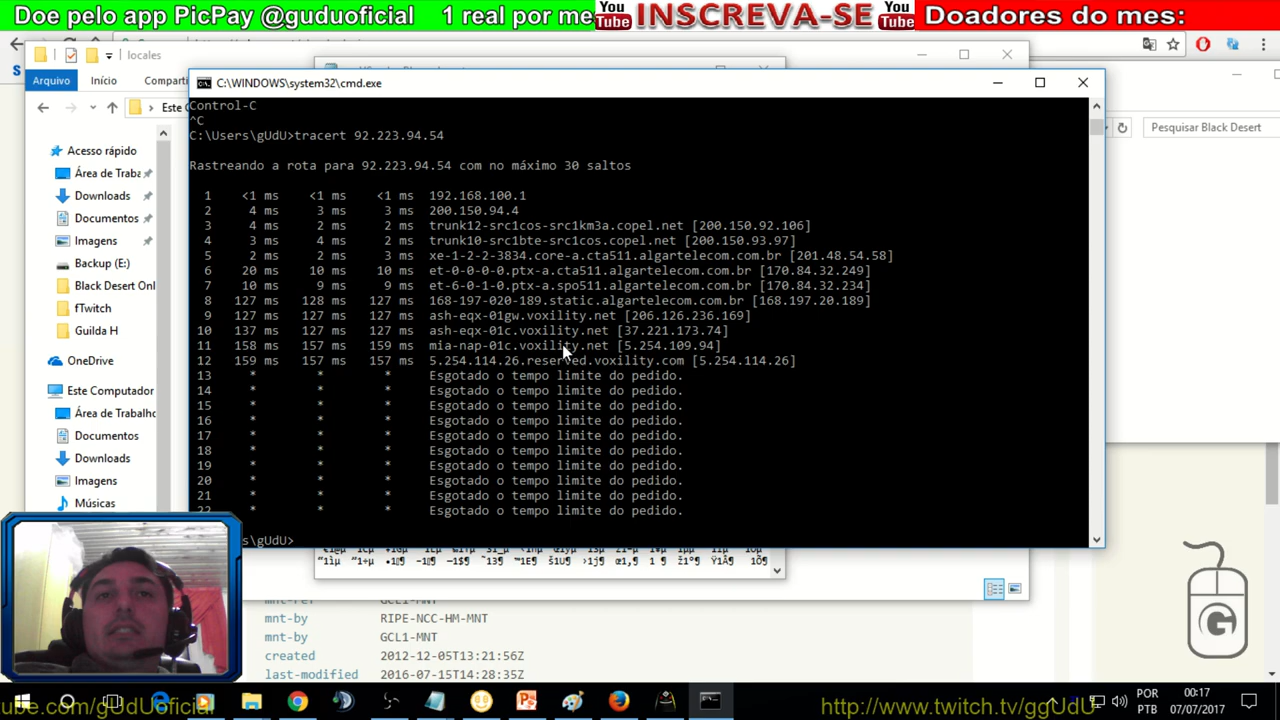 Doe pelo app PicPay @guduoficial 1 real por me
You Tube INSCREVA-SE You Tube
Doadores do mes:
locales
Arquivo Início Comparti
Este C
Pesquisar Black Desert
Acesso rápido
Área de Traba
Downloads
Documentos
Imagens
Backup (E:)
Black Desert Onl
fTwitch
Guilda H
OneDrive
Este Computador
Área de Trabalho
Documentos
Downloads
Imagens
Músicas
C:\WINDOWS\system32\cmd.exe
Control-C
^C
C:\Users\gUdU>tracert 92.223.94.54
Rastreando a rota para 92.223.94.54 com no máximo 30 saltos
1 <1 ms <1 ms <1 ms 192.168.100.1
2 4 ms 3 ms 3 ms 200.150.94.4
3 4 ms 2 ms 2 ms trunk12-src1cos-src1km3a.copel.net [200.150.92.106]
4 3 ms 4 ms 2 ms trunk10-src1bte-src1cos.copel.net [200.150.93.97]
5 2 ms 2 ms 3 ms xe-1-2-2-3834.core-a.cta511.algartelecom.com.br [201.48.54.58]
6 20 ms 10 ms 10 ms et-0-0-0-0.ptx-a.cta511.algartelecom.com.br [170.84.32.249]
7 10 ms 9 ms 9 ms et-6-0-1-0.ptx-a.spo511.algartelecom.com.br [170.84.32.234]
8 127 ms 128 ms 127 ms 168-197-020-189.static.algartelecom.com.br [168.197.20.189]
9 127 ms 127 ms 127 ms ash-eqx-01gw.voxility.net [206.126.236.169]
10 137 ms 127 ms 127 ms ash-eqx-01c.voxility.net [37.221.173.74]
11 158 ms 157 ms 159 ms mia-nap-01c.voxility.net [5.254.109.94]
12 159 ms 157 ms 157 ms 5.254.114.26.reserved.voxility.com [5.254.114.26]
13 * * * Esgotado o tempo limite do pedido.
14 * * * Esgotado o tempo limite do pedido.
15 * * * Esgotado o tempo limite do pedido.
16 * * * Esgotado o tempo limite do pedido.
17 * * * Esgotado o tempo limite do pedido.
18 * * * Esgotado o tempo limite do pedido.
19 * * * Esgotado o tempo limite do pedido.
20 * * * Esgotado o tempo limite do pedido.
21 * * * Esgotado o tempo limite do pedido.
22 * * * Esgotado o tempo limite do pedido.
s\gUdU>
mnt-by RIPE-NCC-HM-MNT
mnt-by GCL1-MNT
created 2012-12-05T13:21:56Z
last-modified 2016-07-15T14:28:35Z
ube.com/gUdUoficial
http://www.twitch.tv/ggUdU
POR
PTB
00:17
07/07/2017